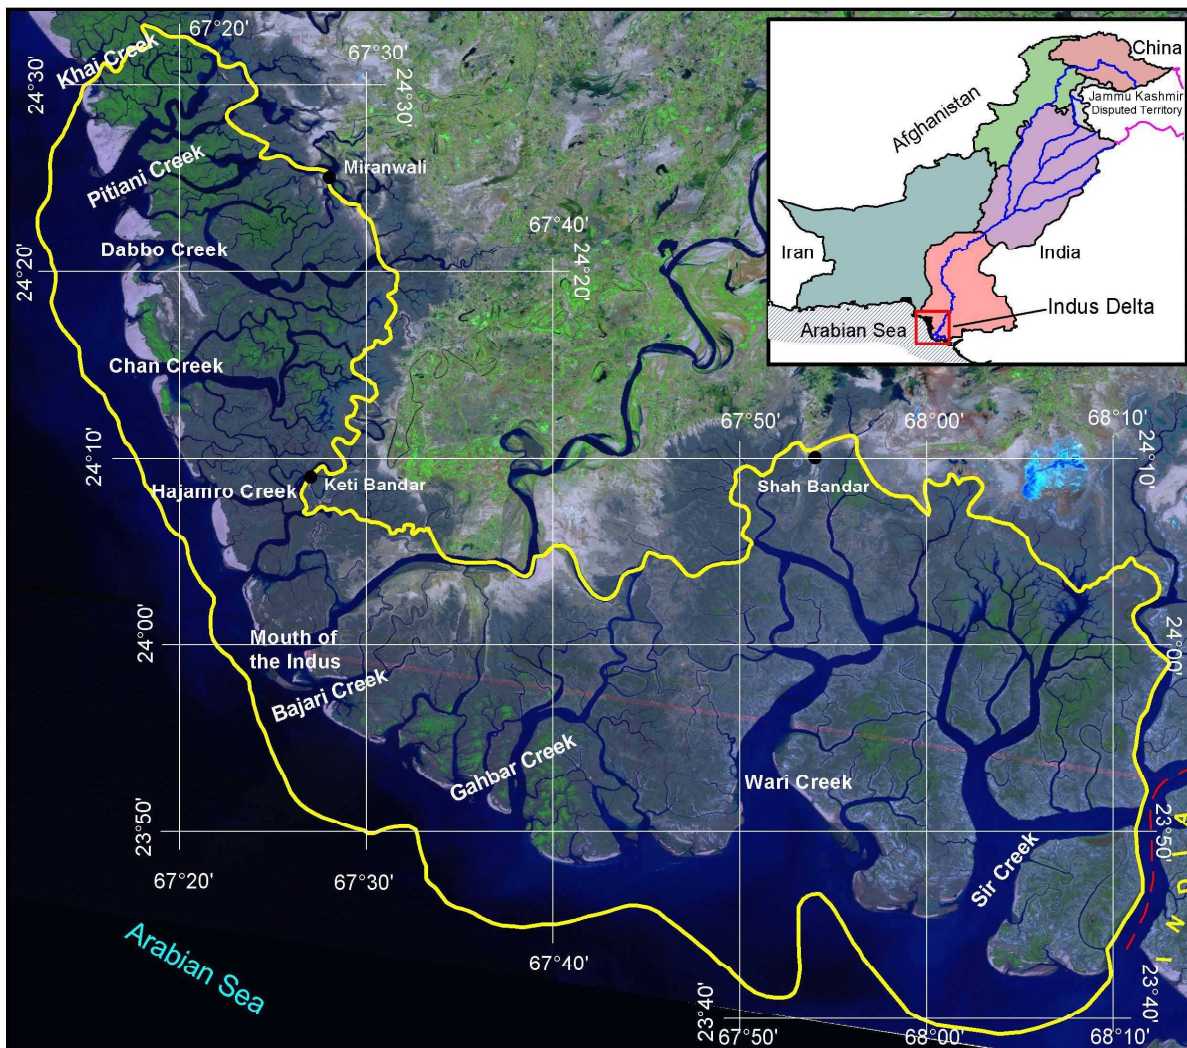 67°20'
67°30'
Khai Creek
24°30'
24°30'
Pitiani Creek
Miranwali
Dabbo Creek
67°40'
24°20'
24°20'
Chan Creek
China
Jammu Kashmir
Disputed Territory
Afghanistan
Iran
India
Indus Delta
Arabian Sea
67°50'
68°00'
68°10'
24°10'
24°10'
Hajamro Creek
Keti Bandar
Shah Bandar
24°00'
24°00'
Mouth of
the Indus
Bajari Creek
Gahbar Creek
Wari Creek
Sir Creek
23°50'
23°50'
INDIA
67°20'
67°30'
67°40'
Arabian Sea
23°40'
23°40'
67°50'
68°00'
68°10'